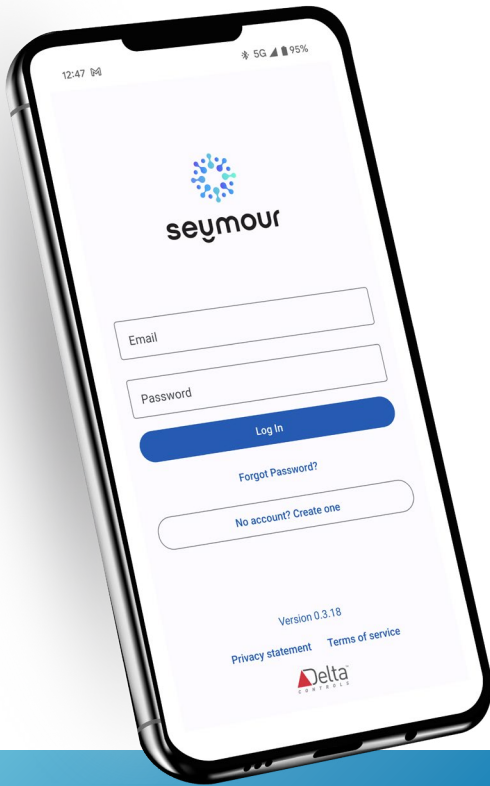 12:47 5G 95%
seymour
Email
Password
Log In
Forgot Password?
No account? Create one
Version 0.3.18
Privacy statement Terms of service
Delta
CONTROLS